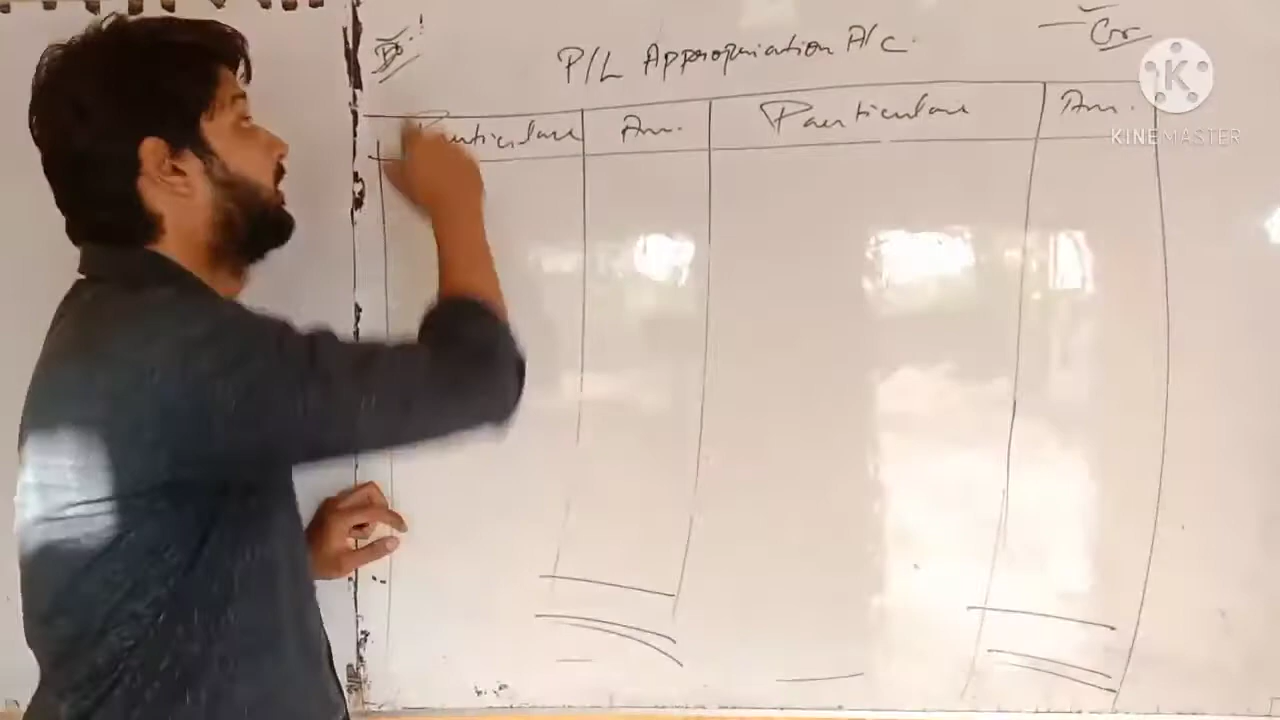 Dr. P/L Appropriation A/c. Cr.
Particulars Am. Particulars Am.
K
KINEMASTER